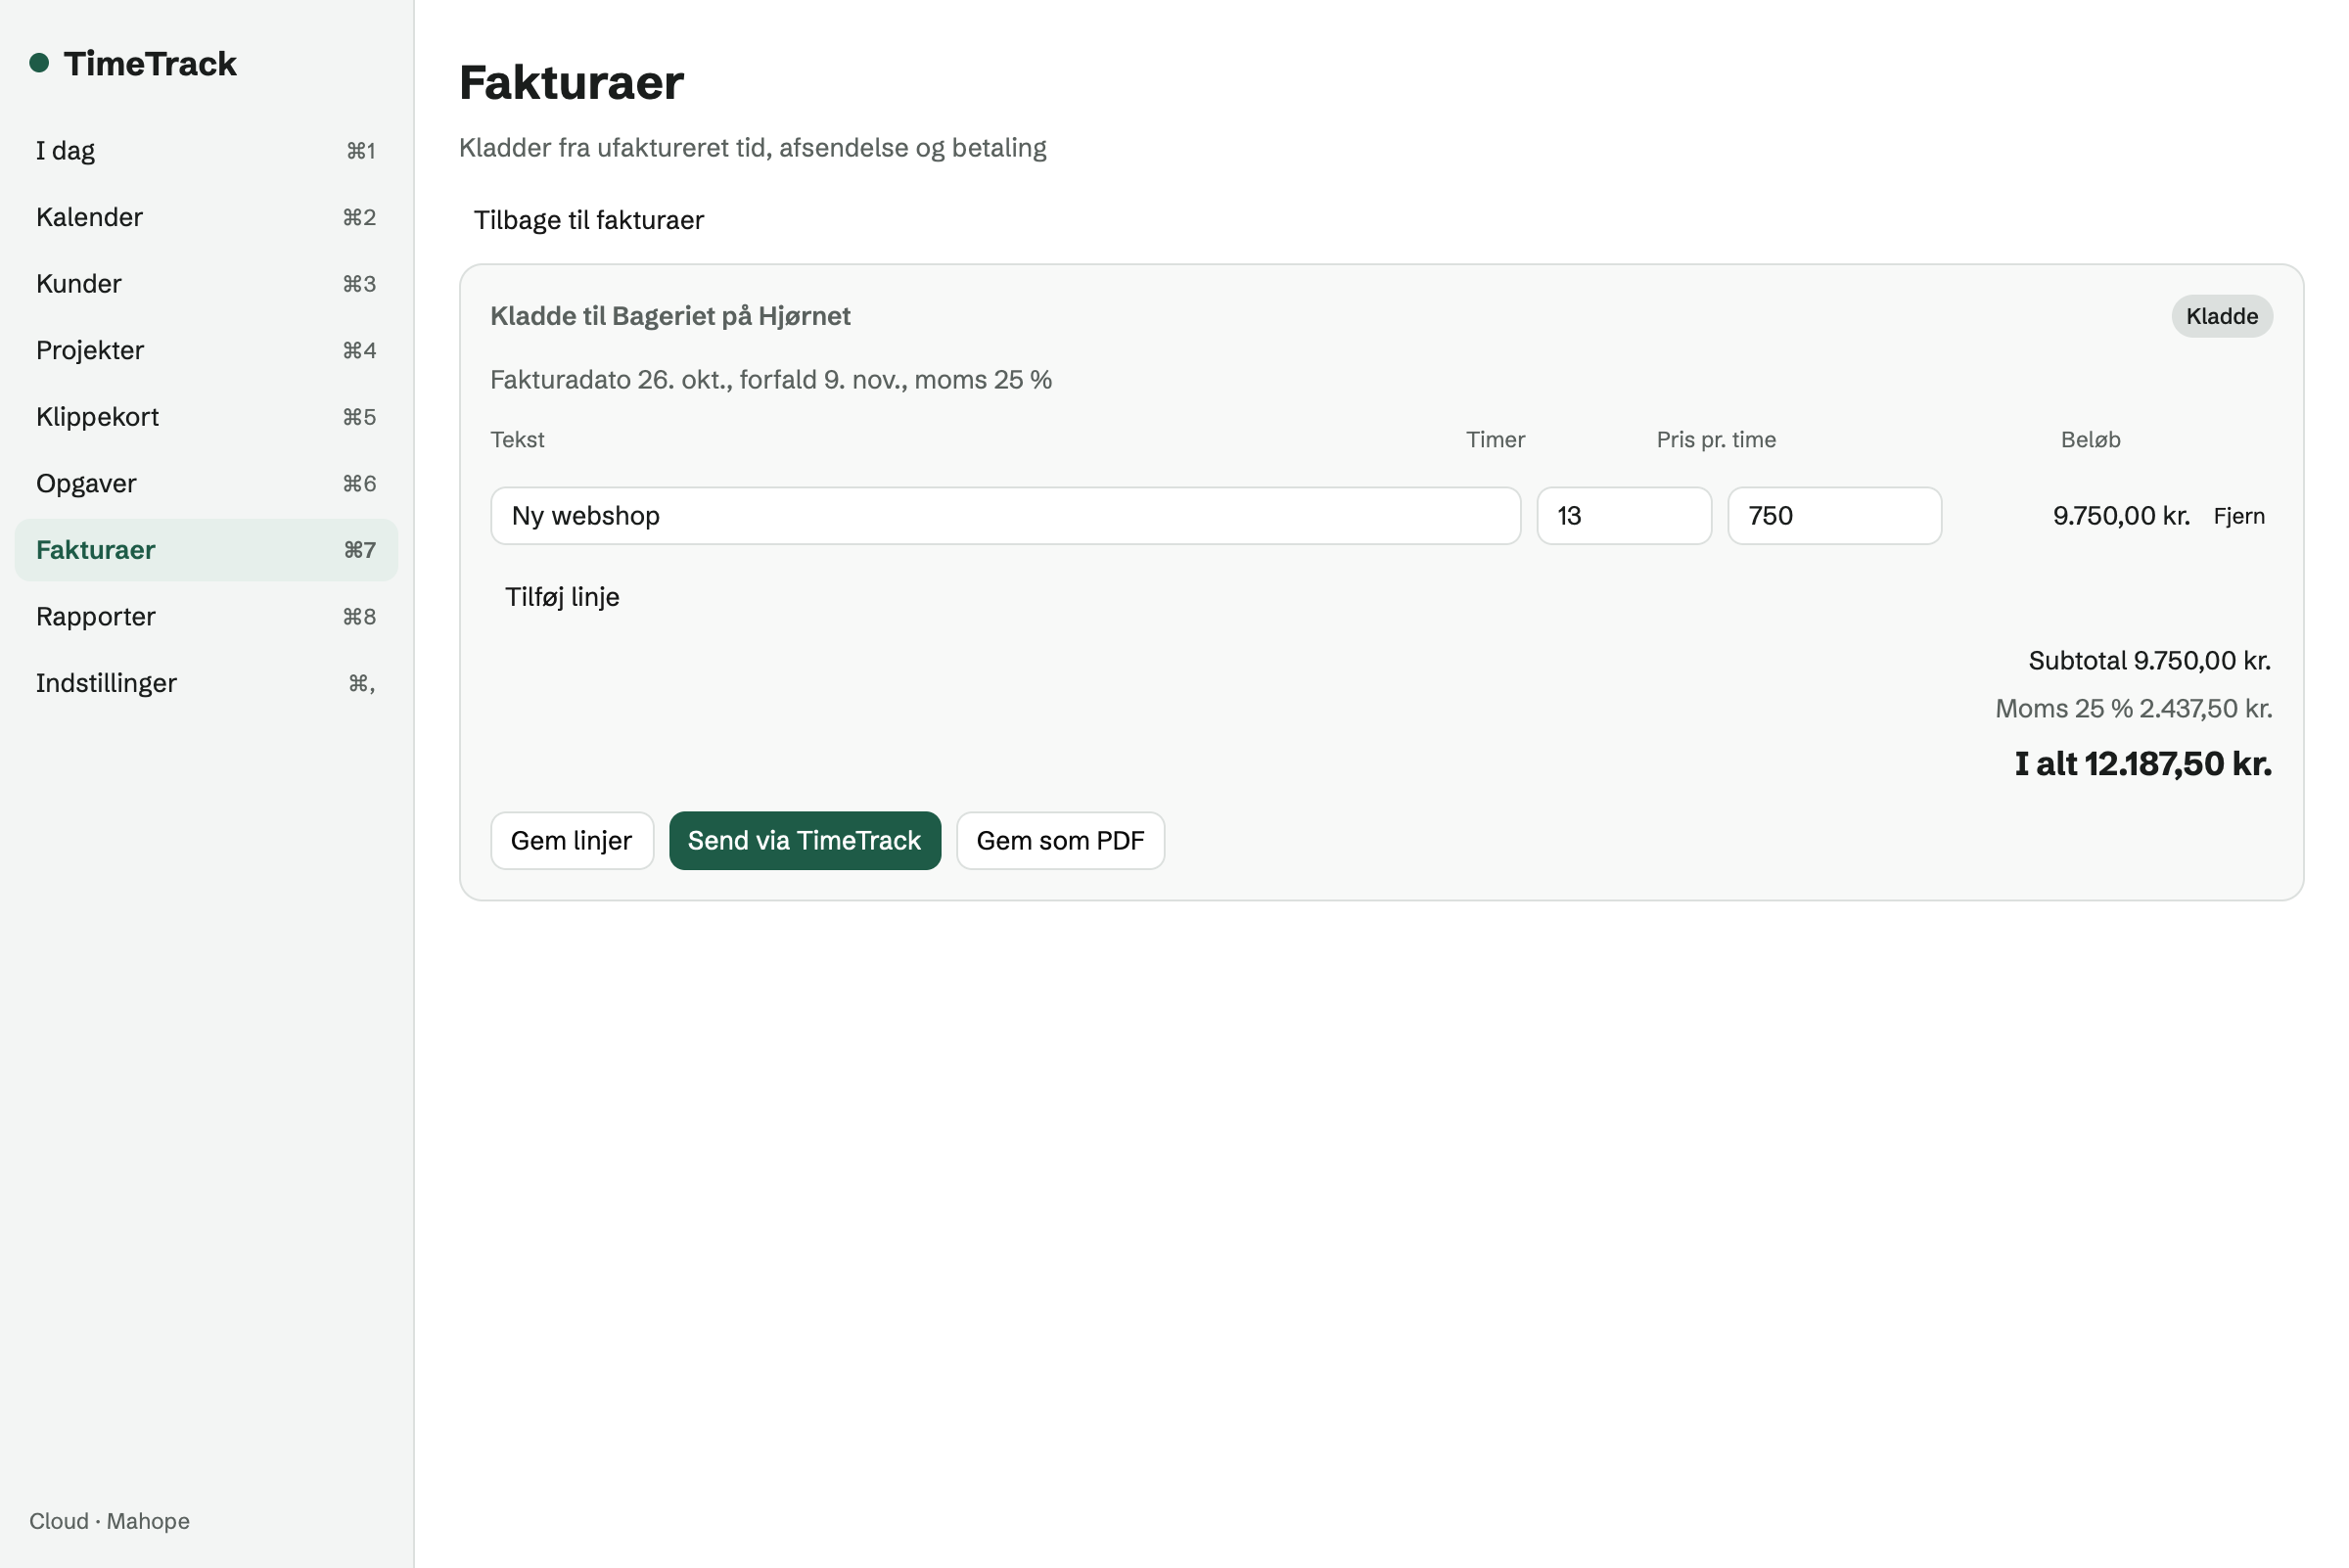 TimeTrack
I dag ⌘1
Kalender ⌘2
Kunder ⌘3
Projekter ⌘4
Klippekort ⌘5
Opgaver ⌘6
Fakturaer ⌘7
Rapporter ⌘8
Indstillinger ⌘,
Cloud · Mahope
Fakturaer
Kladder fra ufaktureret tid, afsendelse og betaling
Tilbage til fakturaer
Kladde til Bageriet på Hjørnet Kladde
Fakturadato 26. okt., forfald 9. nov., moms 25 %
Tekst Timer Pris pr. time Beløb
Ny webshop 13 750 9.750,00 kr. Fjern
Tilføj linje
Subtotal 9.750,00 kr.
Moms 25 % 2.437,50 kr.
I alt 12.187,50 kr.
Gem linjer Send via TimeTrack Gem som PDF